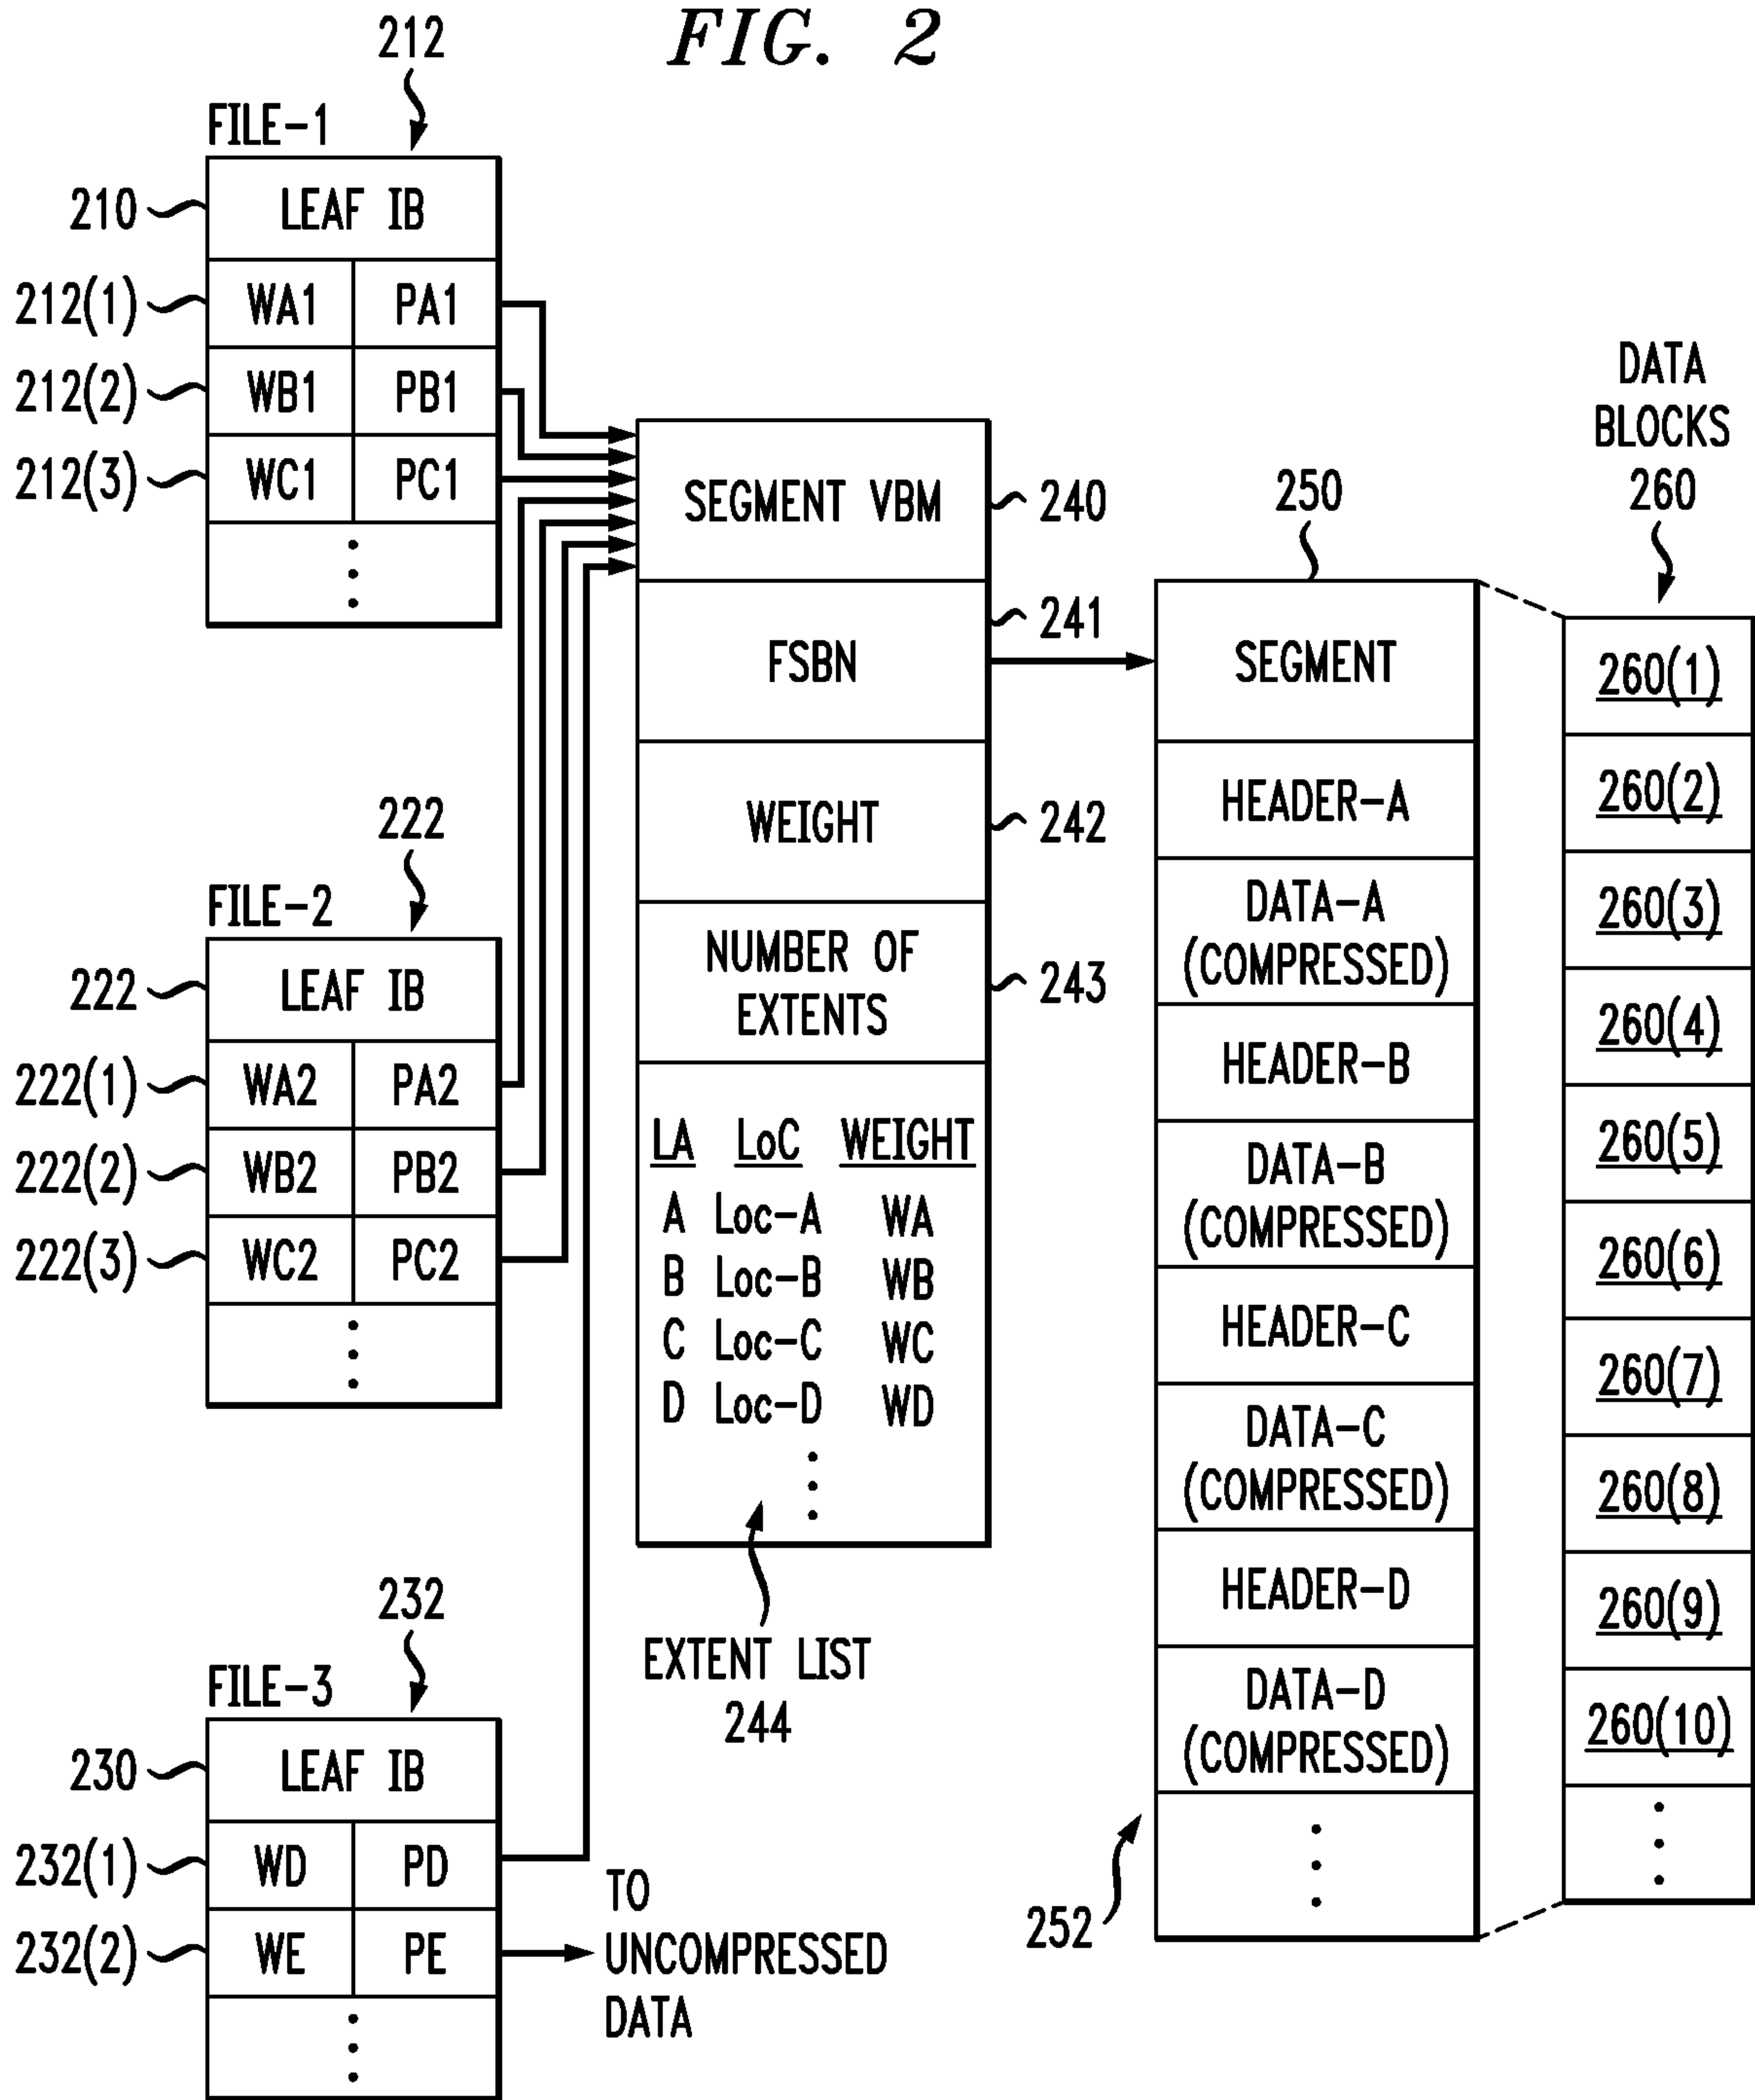 FIG. 2
212
FILE-1
210
LEAF IB
212(1)
WA1
PA1
212(2)
WB1
PB1
212(3)
WC1
PC1
222
FILE-2
222
LEAF IB
222(1)
WA2
PA2
222(2)
WB2
PB2
222(3)
WC2
PC2
232
FILE-3
230
LEAF IB
232(1)
WD
PD
232(2)
WE
PE
TO
UNCOMPRESSED
DATA
SEGMENT VBM
240
FSBN
241
WEIGHT
242
NUMBER OF
EXTENTS
243
LA LoC WEIGHT
A Loc-A WA
B Loc-B WB
C Loc-C WC
D Loc-D WD
EXTENT LIST
244
250
SEGMENT
HEADER-A
DATA-A
(COMPRESSED)
HEADER-B
DATA-B
(COMPRESSED)
HEADER-C
DATA-C
(COMPRESSED)
HEADER-D
DATA-D
(COMPRESSED)
252
DATA
BLOCKS
260
260(1)
260(2)
260(3)
260(4)
260(5)
260(6)
260(7)
260(8)
260(9)
260(10)